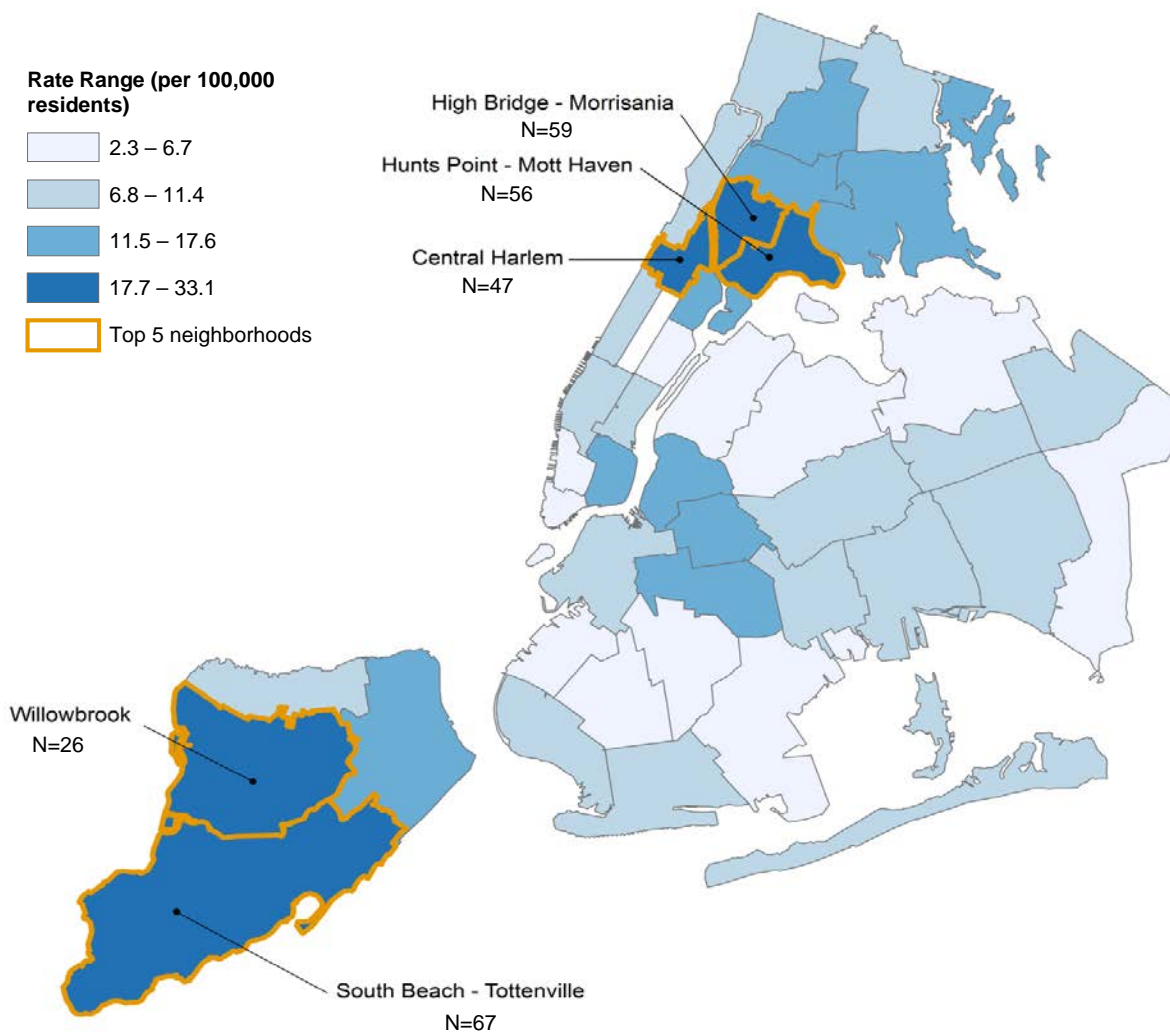 Rate Range (per 100,000
residents)
2.3 – 6.7
6.8 – 11.4
11.5 – 17.6
17.7 – 33.1
Top 5 neighborhoods
High Bridge - Morrisania
N=59
Hunts Point - Mott Haven
N=56
Central Harlem
N=47
Willowbrook
N=26
South Beach - Tottenville
N=67